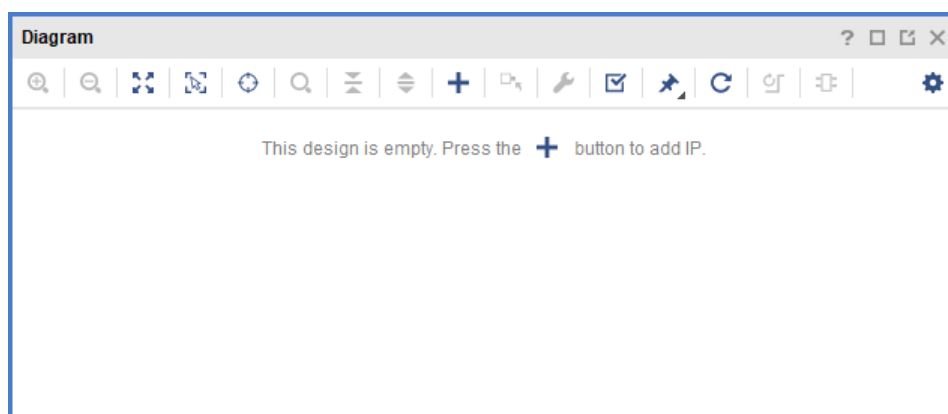 Diagram
This design is empty. Press the + button to add IP.